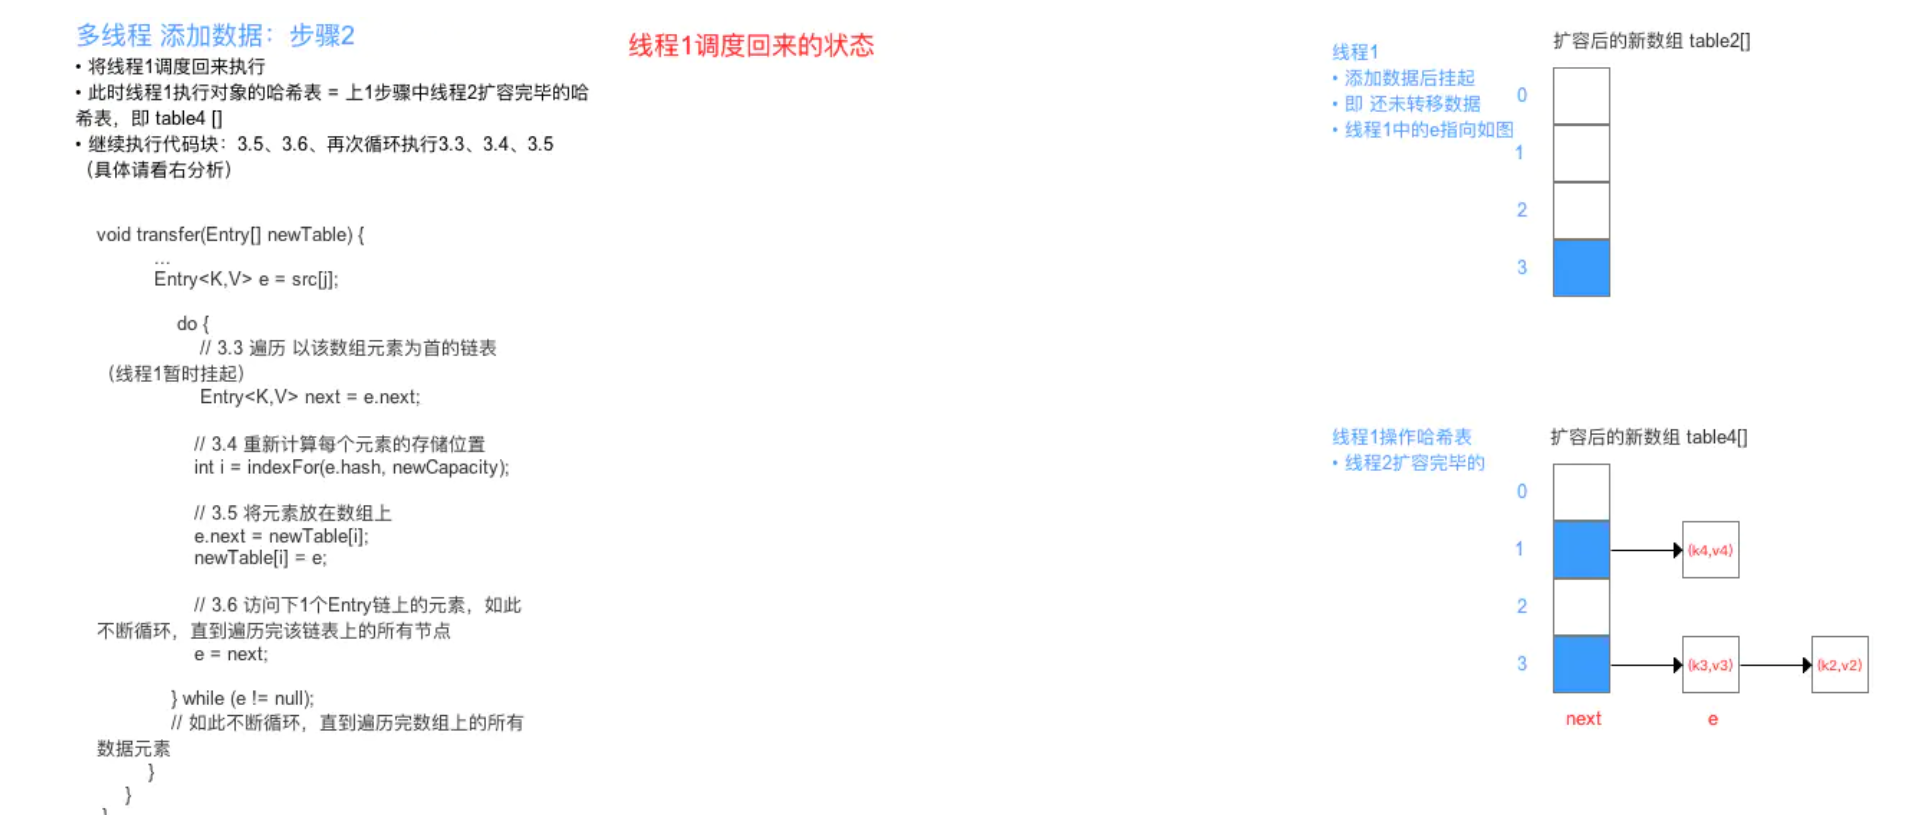 多线程 添加数据：步骤2
• 将线程1调度回来执行
• 此时线程1执行对象的哈希表 = 上1步骤中线程2扩容完毕的哈
希表，即 table4 []
• 继续执行代码块：3.5、3.6、再次循环执行3.3、3.4、3.5
（具体请看右分析）
void transfer(Entry[] newTable) {
...
Entry<K,V> e = src[j];
do {
// 3.3 遍历 以该数组元素为首的链表
（线程1暂时挂起）
Entry<K,V> next = e.next;
// 3.4 重新计算每个元素的存储位置
int i = indexFor(e.hash, newCapacity);
// 3.5 将元素放在数组上
e.next = newTable[i];
newTable[i] = e;
// 3.6 访问下1个Entry链上的元素，如此
不断循环，直到遍历完该链表上的所有节点
e = next;
} while (e != null);
// 如此不断循环，直到遍历完数组上的所有
数据元素
}
}
线程1调度回来的状态
线程1
• 添加数据后挂起
• 即 还未转移数据
• 线程1中的e指向如图
扩容后的新数组 table2[]
0
1
2
3
线程1操作哈希表
• 线程2扩容完毕的
扩容后的新数组 table4[]
0
1
(k4,v4)
2
3
(k3,v3)
(k2,v2)
next
e